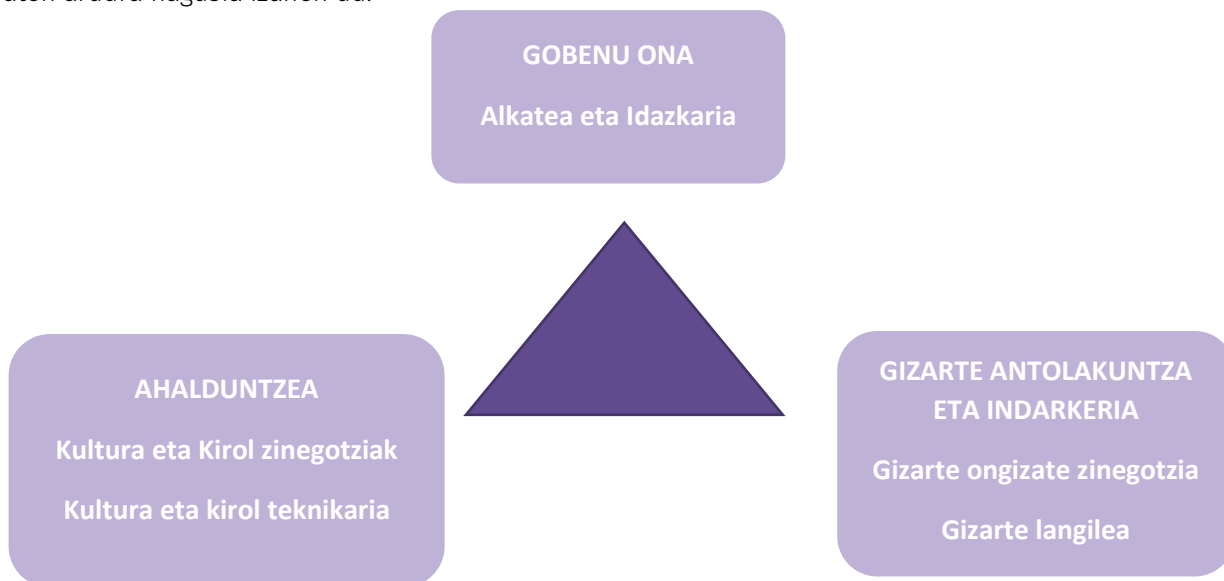 GOBENU ONA
Alkatea eta Idazkaria
AHALDUNTZEA
Kultura eta Kirol zinegotziak
Kultura eta kirol teknikaria
GIZARTE ANTOLAKUNTZA
ETA INDARKERIA
Gizarte ongizate zinegotzia
Gizarte langilea